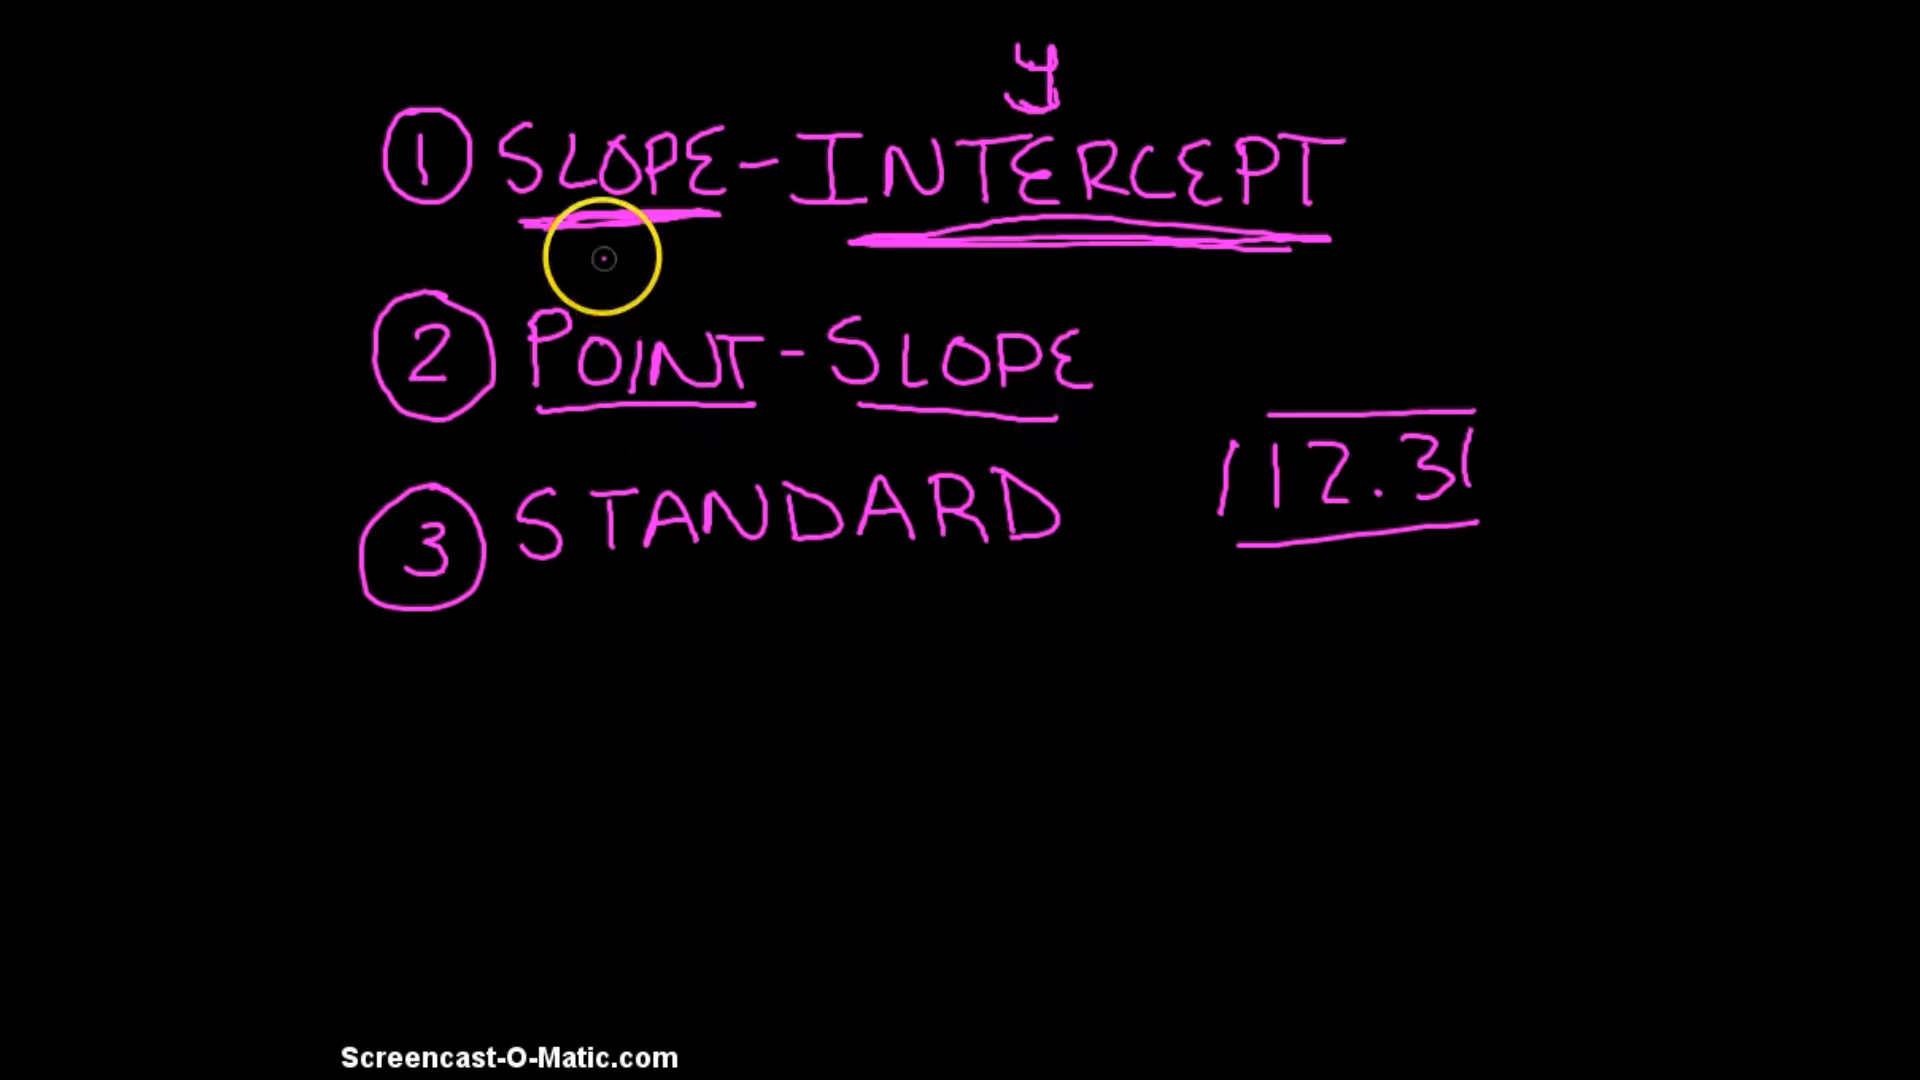 y
① SLOPE-INTERCEPT
② POINT-SLOPE
③ STANDARD
112.31
Screencast-O-Matic.com